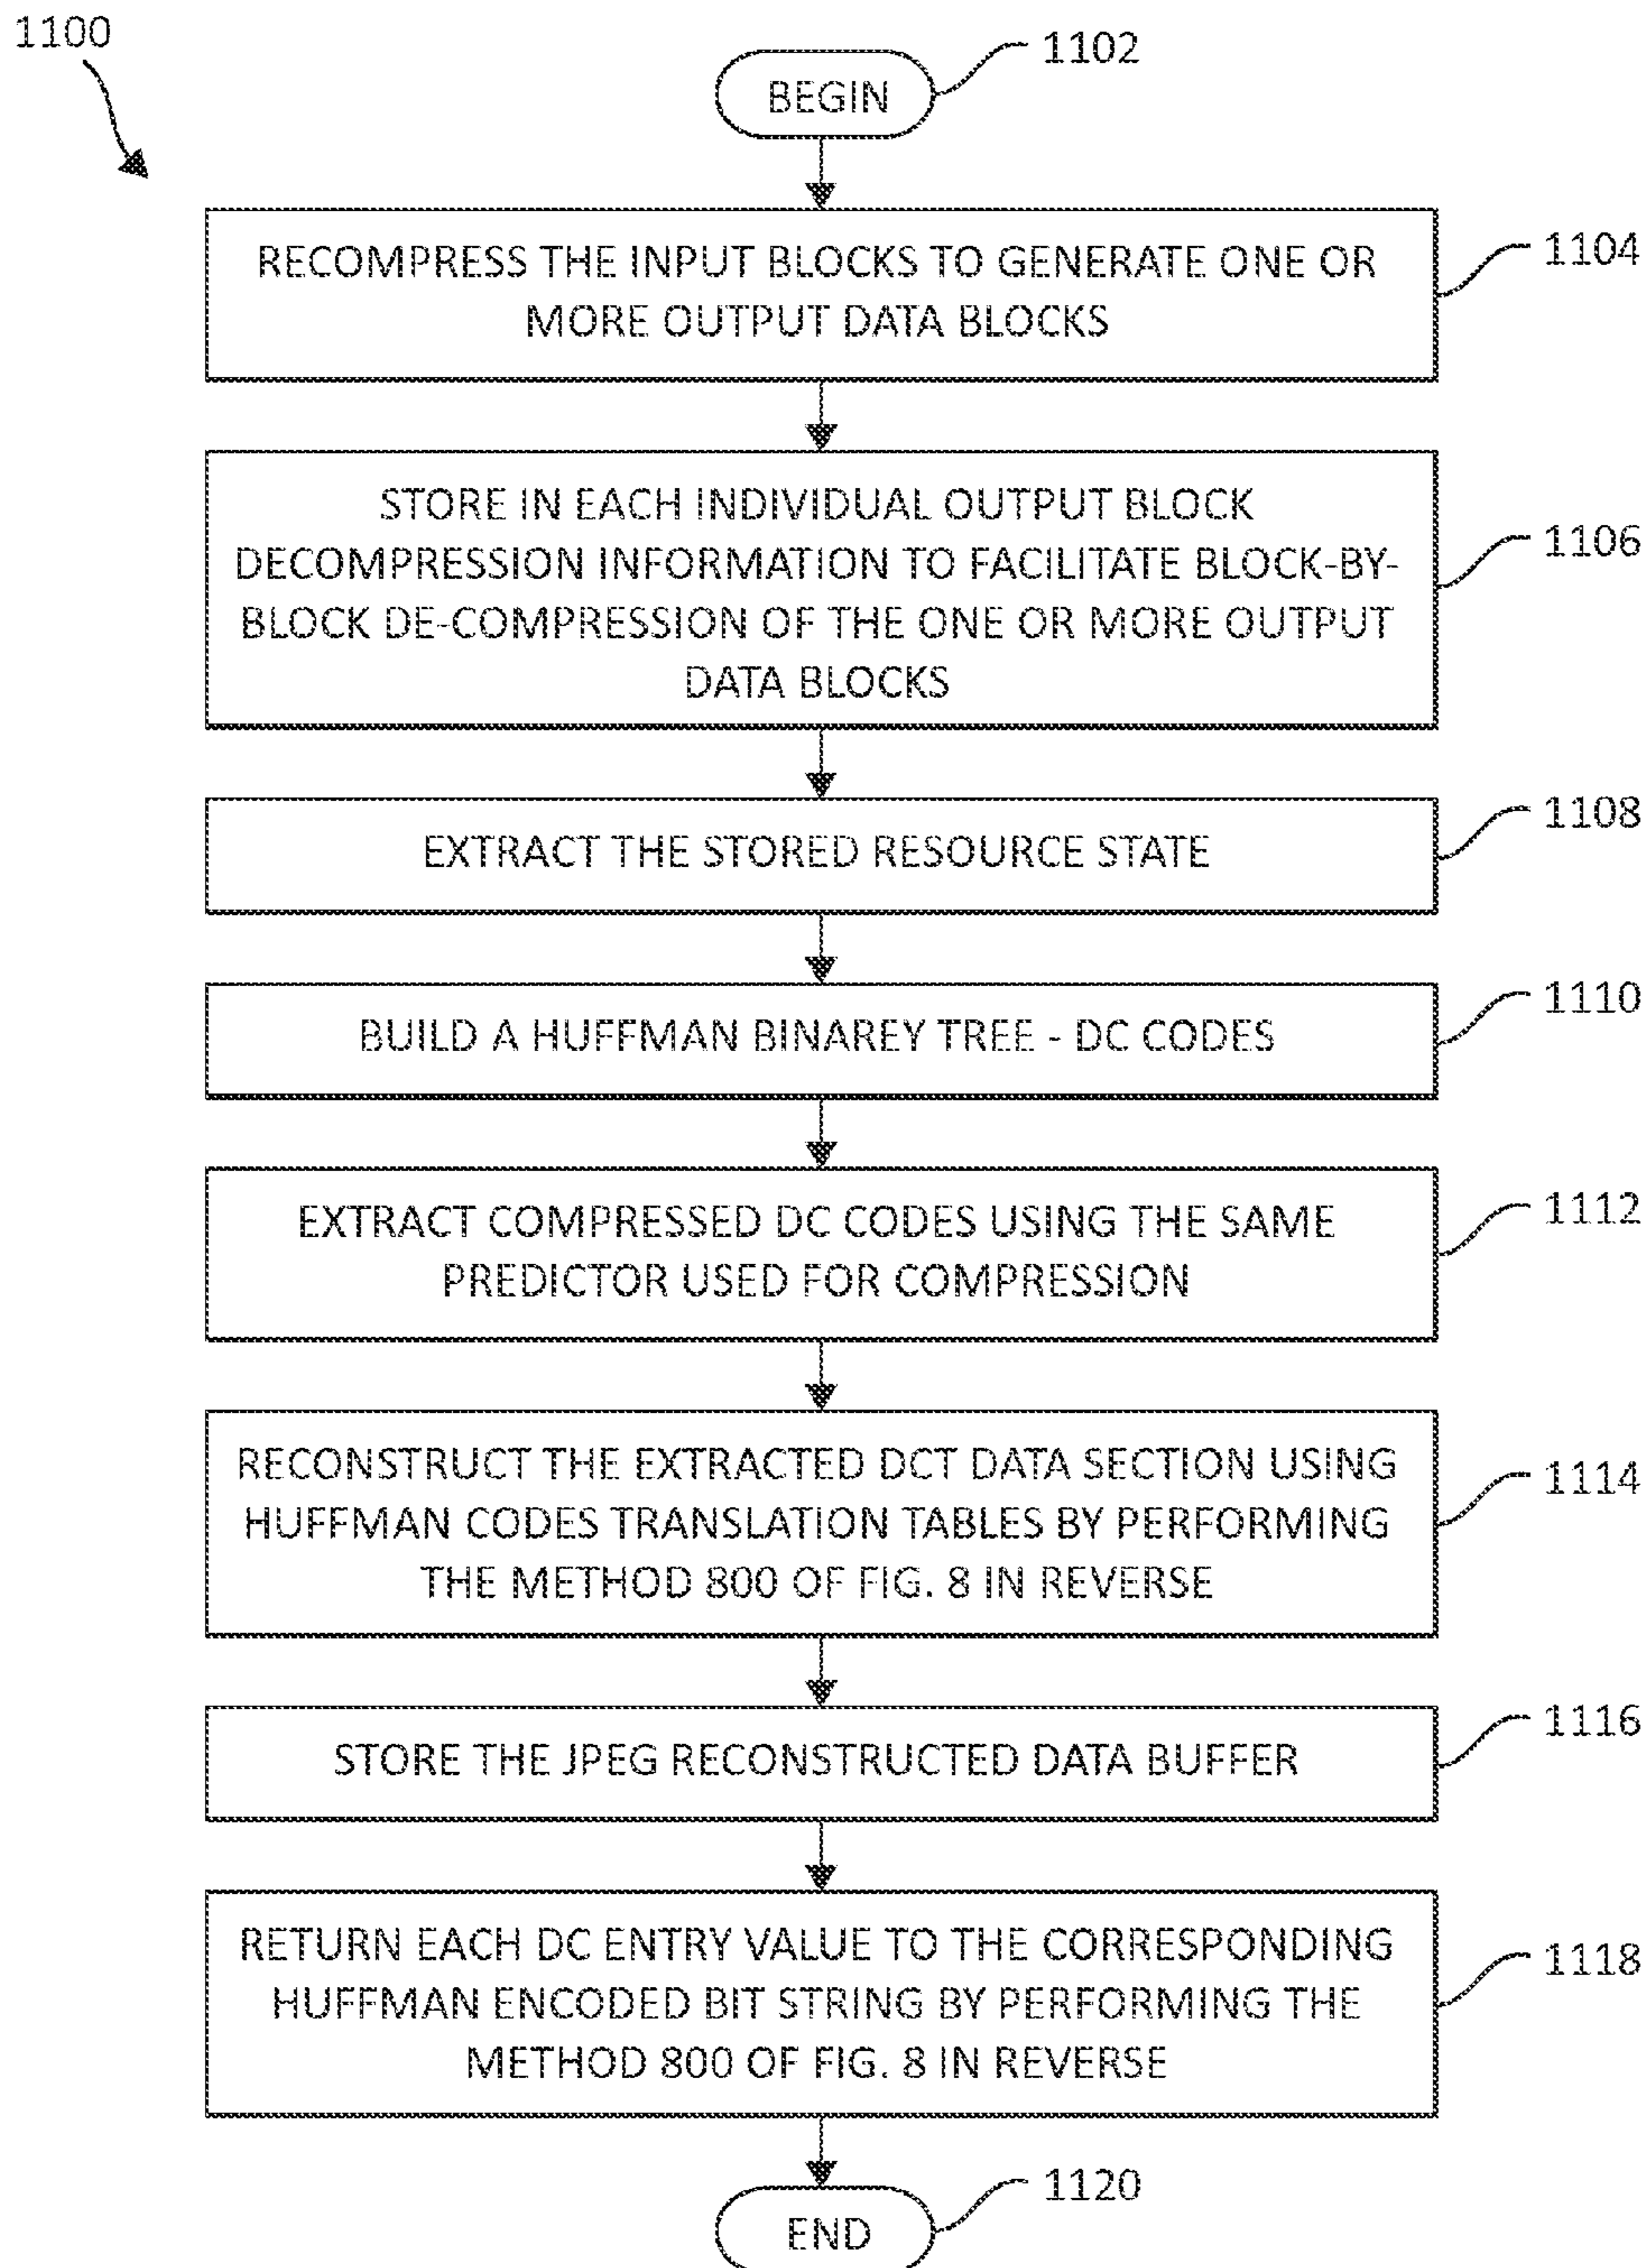 1100
BEGIN
1102
RECOMPRESS THE INPUT BLOCKS TO GENERATE ONE OR
MORE OUTPUT DATA BLOCKS
1104
STORE IN EACH INDIVIDUAL OUTPUT BLOCK
DECOMPRESSION INFORMATION TO FACILITATE BLOCK-BY-
BLOCK DE-COMPRESSION OF THE ONE OR MORE OUTPUT
DATA BLOCKS
1106
EXTRACT THE STORED RESOURCE STATE
1108
BUILD A HUFFMAN BINAREY TREE - DC CODES
1110
EXTRACT COMPRESSED DC CODES USING THE SAME
PREDICTOR USED FOR COMPRESSION
1112
RECONSTRUCT THE EXTRACTED DCT DATA SECTION USING
HUFFMAN CODES TRANSLATION TABLES BY PERFORMING
THE METHOD 800 OF FIG. 8 IN REVERSE
1114
STORE THE JPEG RECONSTRUCTED DATA BUFFER
1116
RETURN EACH DC ENTRY VALUE TO THE CORRESPONDING
HUFFMAN ENCODED BIT STRING BY PERFORMING THE
METHOD 800 OF FIG. 8 IN REVERSE
1118
END
1120